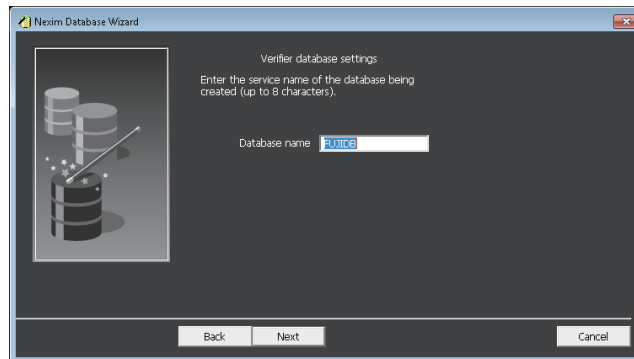 Nexim Database Wizard
Verifier database settings
Enter the service name of the database being
created (up to 8 characters).
Database name FUJIDB
Back Next Cancel